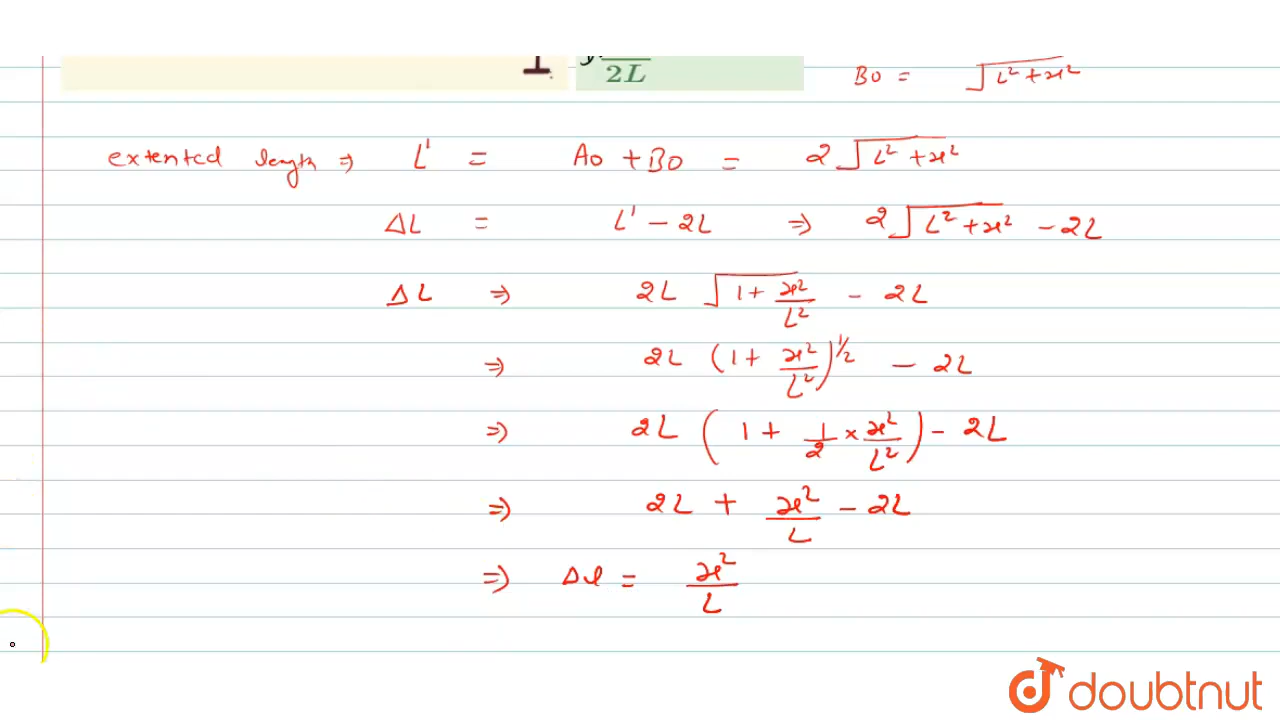 2L
BO = √(L² + x²)
extented length ⇒ L' = AO + BO = 2√(L² + x²)
ΔL = L' − 2L ⇒ 2√(L² + x²) − 2L
ΔL ⇒ 2L √(1 + x²/L²) − 2L
⇒ 2L (1 + x²/L²)^1/2 − 2L
⇒ 2L (1 + 1/2 × x²/L²) − 2L
⇒ 2L + x²/L − 2L
⇒ Δl = x²/L
doubtnut